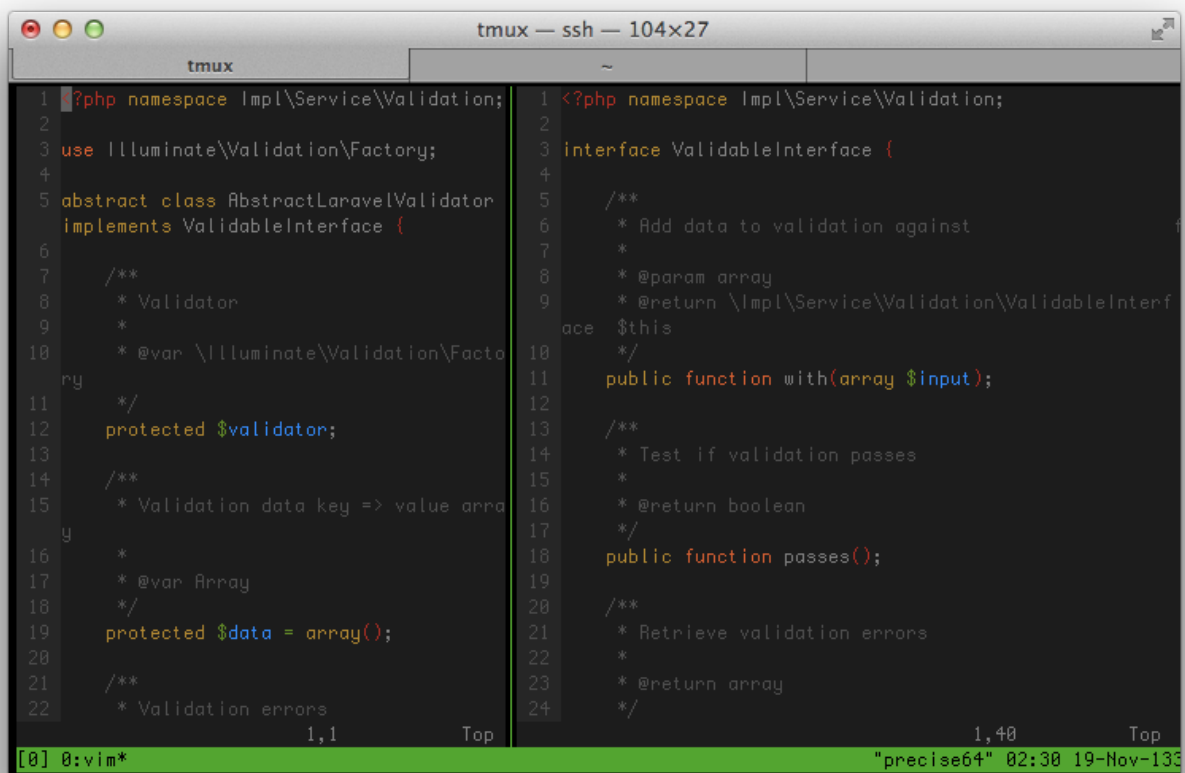 tmux — ssh — 104×27
tmux
~
1 <?php namespace Impl\Service\Validation;
2
3 use Illuminate\Validation\Factory;
4
5 abstract class AbstractLaravelValidator
implements ValidableInterface {
6
7     /**
8      * Validator
9      *
10      * @var \Illuminate\Validation\Facto
ry
11      */
12     protected $validator;
13
14     /**
15      * Validation data key => value arra
y
16      *
17      * @var Array
18      */
19     protected $data = array();
20
21     /**
22      * Validation errors
1,1 Top
1 <?php namespace Impl\Service\Validation;
2
3 interface ValidableInterface {
4
5     /**
6      * Add data to validation against f
7      *
8      * @param array
9      * @return \Impl\Service\Validation\ValidableInterf
ace  $this
10      */
11     public function with(array $input);
12
13     /**
14      * Test if validation passes
15      *
16      * @return boolean
17      */
18     public function passes();
19
20     /**
21      * Retrieve validation errors
22      *
23      * @return array
24      */
1,40 Top
[0] 0:vim* "precise64" 02:30 19-Nov-133